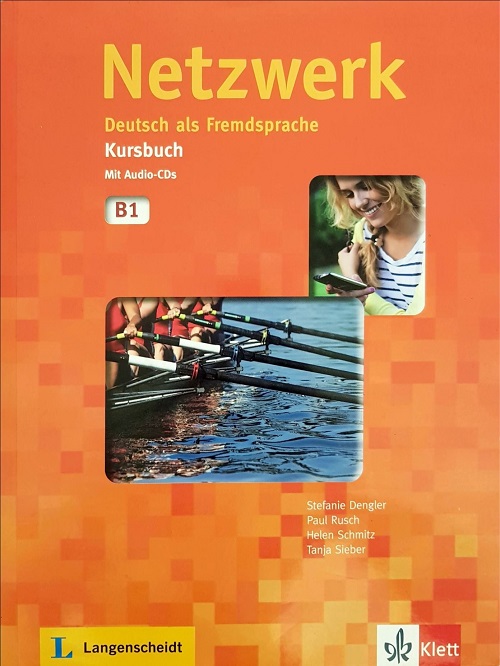 Netzwerk
Deutsch als Fremdsprache
Kursbuch
Mit Audio-CDs
B1
Stefanie Dengler
Paul Rusch
Helen Schmitz
Tanja Sieber
L Langenscheidt
Klett